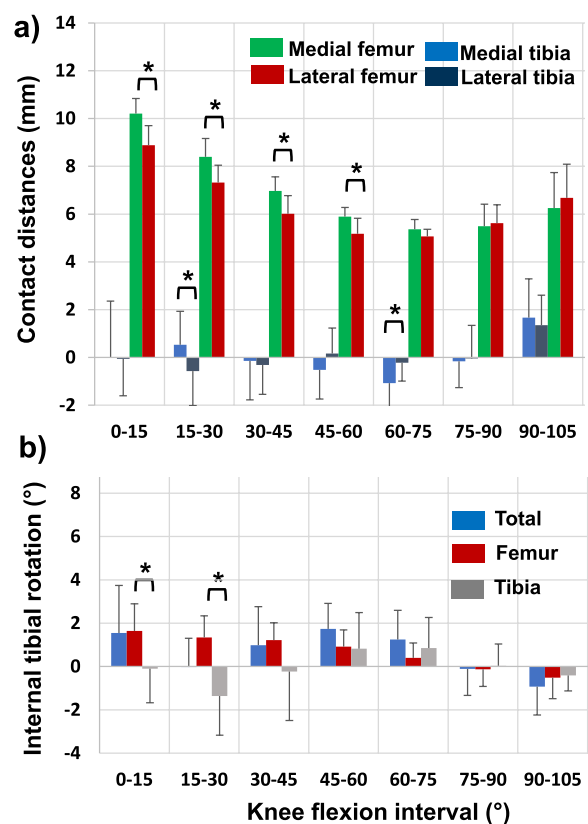 a)
Contact distances (mm)
14
12
10
8
6
4
2
0
-2
Medial femur
Medial tibia
Lateral femur
Lateral tibia
*
*
*
*
*
*
0-15 15-30 30-45 45-60 60-75 75-90 90-105
b)
Internal tibial rotation (°)
8
6
4
2
0
-2
-4
Total
Femur
Tibia
*
*
0-15 15-30 30-45 45-60 60-75 75-90 90-105
Knee flexion interval (°)